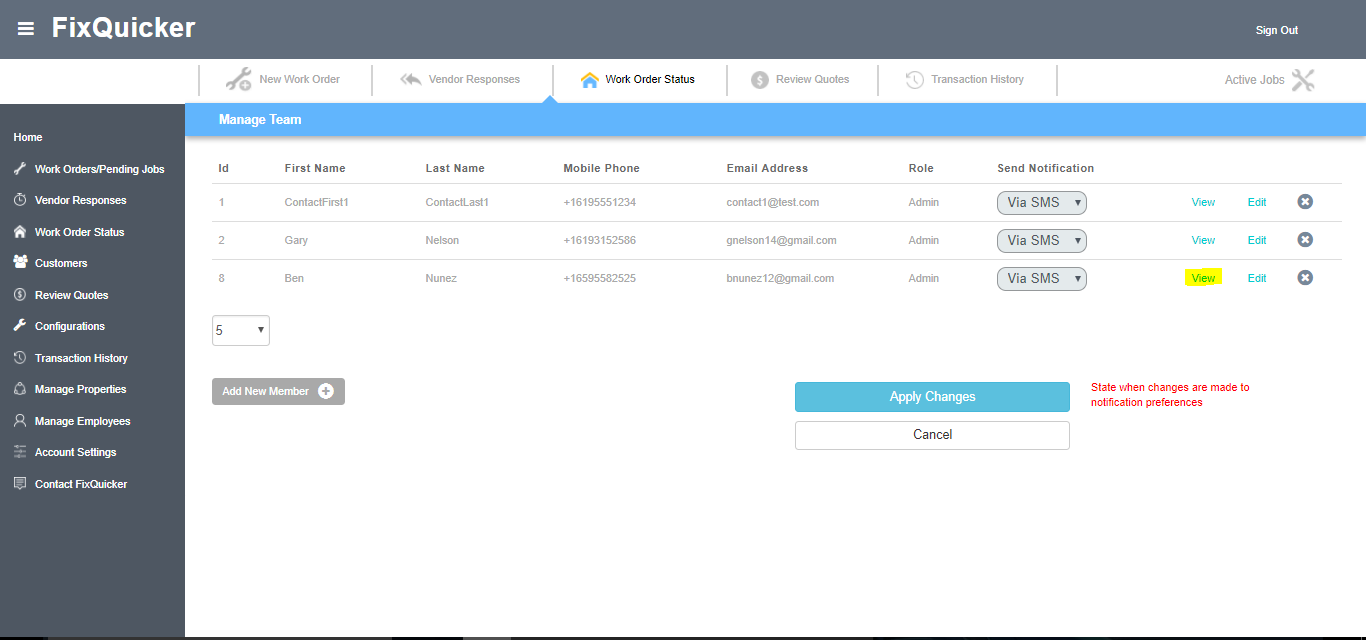 FixQuicker
Sign Out
New Work Order
Vendor Responses
Work Order Status
Review Quotes
Transaction History
Active Jobs
Home
Work Orders/Pending Jobs
Vendor Responses
Work Order Status
Customers
Review Quotes
Configurations
Transaction History
Manage Properties
Manage Employees
Account Settings
Contact FixQuicker
Manage Team
Id First Name Last Name Mobile Phone Email Address Role Send Notification
1 ContactFirst1 ContactLast1 +16195551234 contact1@test.com Admin Via SMS View Edit
2 Gary Nelson +16193152586 gnelson14@gmail.com Admin Via SMS View Edit
8 Ben Nunez +16595582525 bnunez12@gmail.com Admin Via SMS View Edit
5
Add New Member
Apply Changes
Cancel
State when changes are made to
notification preferences